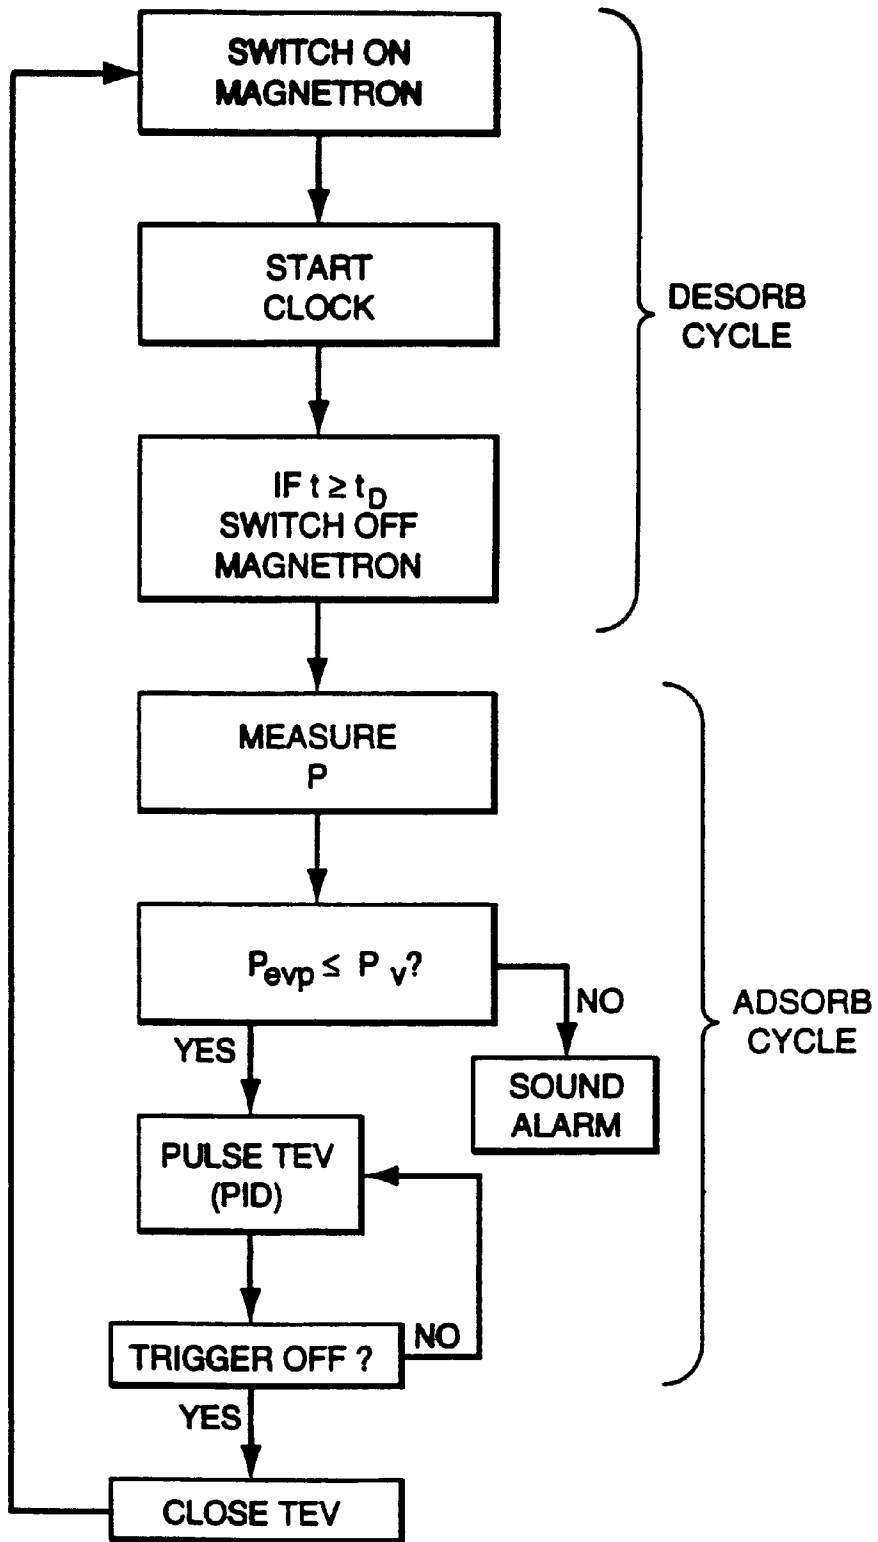 SWITCH ON
MAGNETRON
START
CLOCK
DESORB
CYCLE
IF t ≥ tD
SWITCH OFF
MAGNETRON
MEASURE
P
Pevp ≤ P v?
NO
ADSORB
CYCLE
YES
SOUND
ALARM
PULSE TEV
(PID)
NO
TRIGGER OFF ?
YES
CLOSE TEV